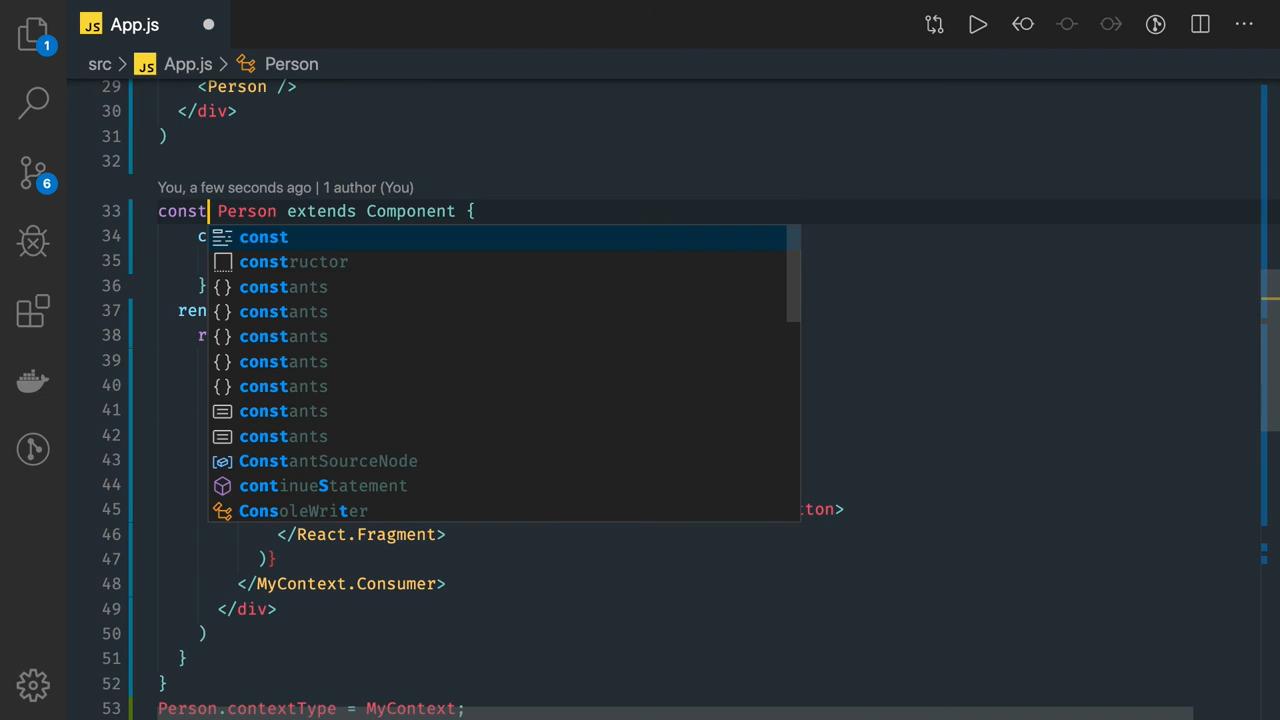 JS App.js
1
src > JS App.js > Person
29 <Person />
30 </div>
31 )
32
6
You, a few seconds ago | 1 author (You)
33 const Person extends Component {
34 c
const
35
constructor
36 }
constants
37 ren
constants
38 r
constants
39
constants
40
constants
41
constants
42
constants
43
ConstantSourceNode
44
continueStatement
45 tton>
ConsoleWriter
46 </React.Fragment>
47 )}
48 </MyContext.Consumer>
49 </div>
50 )
51 }
52 }
53 Person.contextType = MyContext;